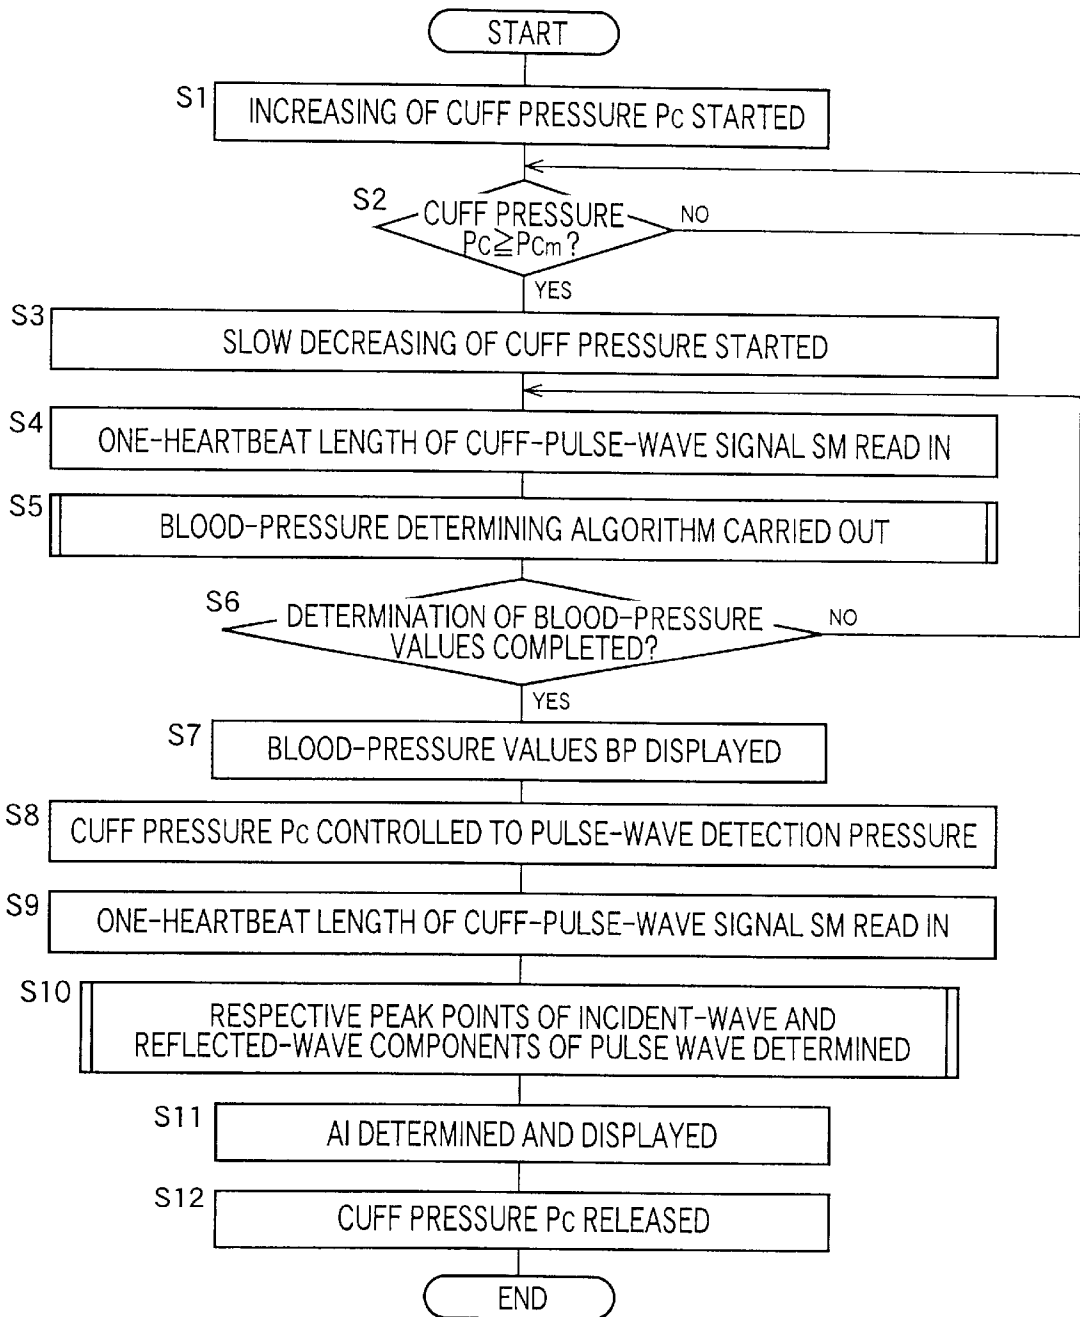 START
S1
INCREASING OF CUFF PRESSURE Pc STARTED
S2
CUFF PRESSURE
Pc≧Pcm?
NO
YES
S3
SLOW DECREASING OF CUFF PRESSURE STARTED
S4
ONE-HEARTBEAT LENGTH OF CUFF-PULSE-WAVE SIGNAL SM READ IN
S5
BLOOD-PRESSURE DETERMINING ALGORITHM CARRIED OUT
S6
DETERMINATION OF BLOOD-PRESSURE
VALUES COMPLETED?
NO
YES
S7
BLOOD-PRESSURE VALUES BP DISPLAYED
S8
CUFF PRESSURE Pc CONTROLLED TO PULSE-WAVE DETECTION PRESSURE
S9
ONE-HEARTBEAT LENGTH OF CUFF-PULSE-WAVE SIGNAL SM READ IN
S10
RESPECTIVE PEAK POINTS OF INCIDENT-WAVE AND
REFLECTED-WAVE COMPONENTS OF PULSE WAVE DETERMINED
S11
AI DETERMINED AND DISPLAYED
S12
CUFF PRESSURE Pc RELEASED
END